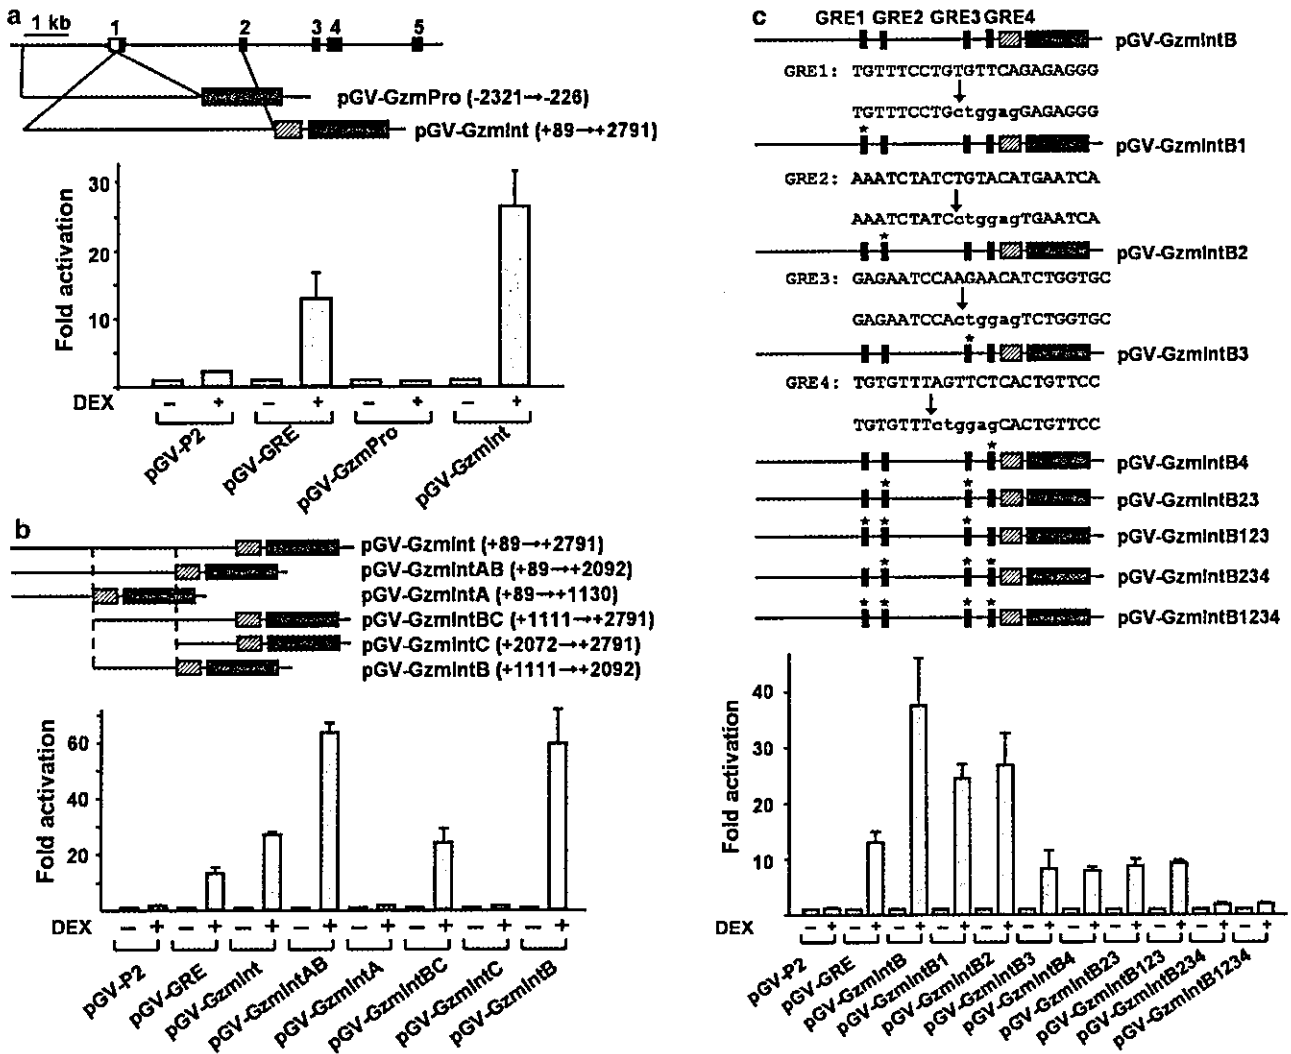 a
1 kb
1 2 3 4 5
pGV-GzmPro (-2321→-226)
pGV-GzmInt (+89→+2791)
Fold activation
30
20
10
DEX − + − + − + − +
pGV-P2
pGV-GRE
pGV-GzmPro
pGV-GzmInt
b
pGV-GzmInt (+89→+2791)
pGV-GzmIntAB (+89→+2092)
pGV-GzmIntA (+89→+1130)
pGV-GzmIntBC (+1111→+2791)
pGV-GzmIntC (+2072→+2791)
pGV-GzmIntB (+1111→+2092)
Fold activation
60
40
20
DEX − + − + − + − + − + − + − + − +
pGV-P2
pGV-GRE
pGV-GzmInt
pGV-GzmIntAB
pGV-GzmIntA
pGV-GzmIntBC
pGV-GzmIntC
pGV-GzmIntB
c
GRE1 GRE2 GRE3 GRE4
pGV-GzmIntB
GRE1: TGTTTCCTGTGTTCAGAGAGGG
TGTTTCCTGctggagGAGAGGG
★
pGV-GzmIntB1
GRE2: AAATCTATCTGTACATGAATCA
AAATCTATCctggagTGAATCA
★
pGV-GzmIntB2
GRE3: GAGAATCCAAGAACATCTGGTGC
GAGAATCCActggagTCTGGTGC
★
pGV-GzmIntB3
GRE4: TGTGTTTAGTTCTCACTGTTCC
TGTGTTTctggagCACTGTTCC
★
pGV-GzmIntB4
★ ★
pGV-GzmIntB23
★ ★ ★
pGV-GzmIntB123
★ ★ ★
pGV-GzmIntB234
★ ★ ★ ★
pGV-GzmIntB1234
Fold activation
40
30
20
10
DEX − + − + − + − + − + − + − + − + − + − + − +
pGV-P2
pGV-GRE
pGV-GzmIntB
pGV-GzmIntB1
pGV-GzmIntB2
pGV-GzmIntB3
pGV-GzmIntB4
pGV-GzmIntB23
pGV-GzmIntB123
pGV-GzmIntB234
pGV-GzmIntB1234